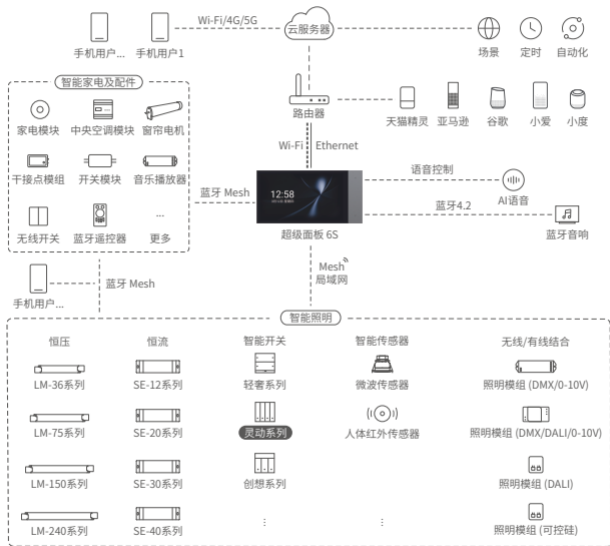 Wi-Fi/4G/5G
云服务器
手机用户...
手机用户1
场景
定时
自动化
智能家电及配件
路由器
天猫精灵
亚马逊
谷歌
小爱
小度
家电模块
中央空调模块
窗帘电机
Wi-Fi
Ethernet
干接点模组
开关模块
音乐播放器
语音控制
AI语音
蓝牙 Mesh
12:58
蓝牙4.2
蓝牙音响
超级面板 6S
无线开关
蓝牙遥控器
...
更多
Mesh
局域网
手机用户...
蓝牙 Mesh
智能照明
恒压
恒流
智能开关
智能传感器
无线/有线结合
LM-36系列
SE-12系列
轻奢系列
微波传感器
照明模组 (DMX/0-10V)
LM-75系列
SE-20系列
灵动系列
人体红外传感器
照明模组 (DMX/DALI/0-10V)
LM-150系列
SE-30系列
创想系列
照明模组 (DALI)
LM-240系列
SE-40系列
⋮
⋮
照明模组 (可控硅)